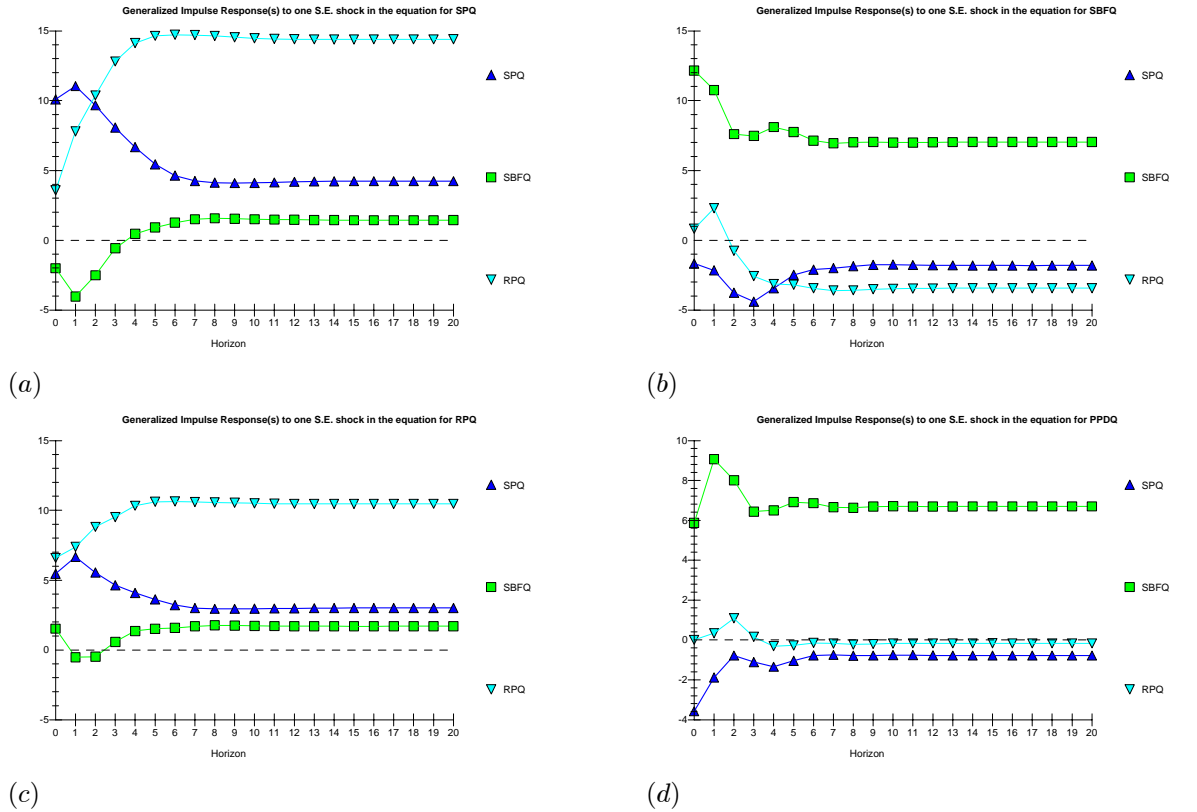 Generalized Impulse Response(s) to one S.E. shock in the equation for SPQ
15
10
5
0
-5
0 1 2 3 4 5 6 7 8 9 10 11 12 13 14 15 16 17 18 19 20
Horizon
SPQ
SBFQ
RPQ
(a)
Generalized Impulse Response(s) to one S.E. shock in the equation for SBFQ
15
10
5
0
-5
0 1 2 3 4 5 6 7 8 9 10 11 12 13 14 15 16 17 18 19 20
Horizon
SPQ
SBFQ
RPQ
(b)
Generalized Impulse Response(s) to one S.E. shock in the equation for RPQ
15
10
5
0
-5
0 1 2 3 4 5 6 7 8 9 10 11 12 13 14 15 16 17 18 19 20
Horizon
SPQ
SBFQ
RPQ
(c)
Generalized Impulse Response(s) to one S.E. shock in the equation for PPDQ
10
8
6
4
2
0
-2
-4
0 1 2 3 4 5 6 7 8 9 10 11 12 13 14 15 16 17 18 19 20
Horizon
SPQ
SBFQ
RPQ
(d)